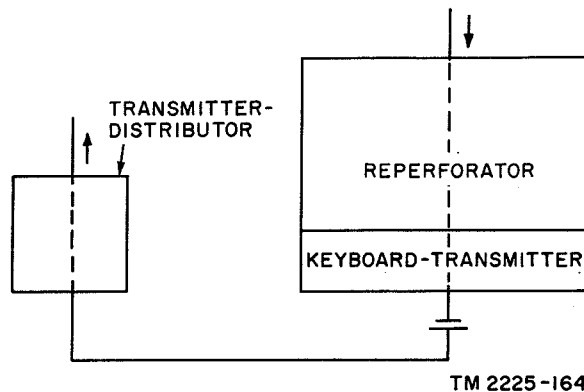 TRANSMITTER-
DISTRIBUTOR
REPERFORATOR
KEYBOARD-TRANSMITTER
TM 2225-164